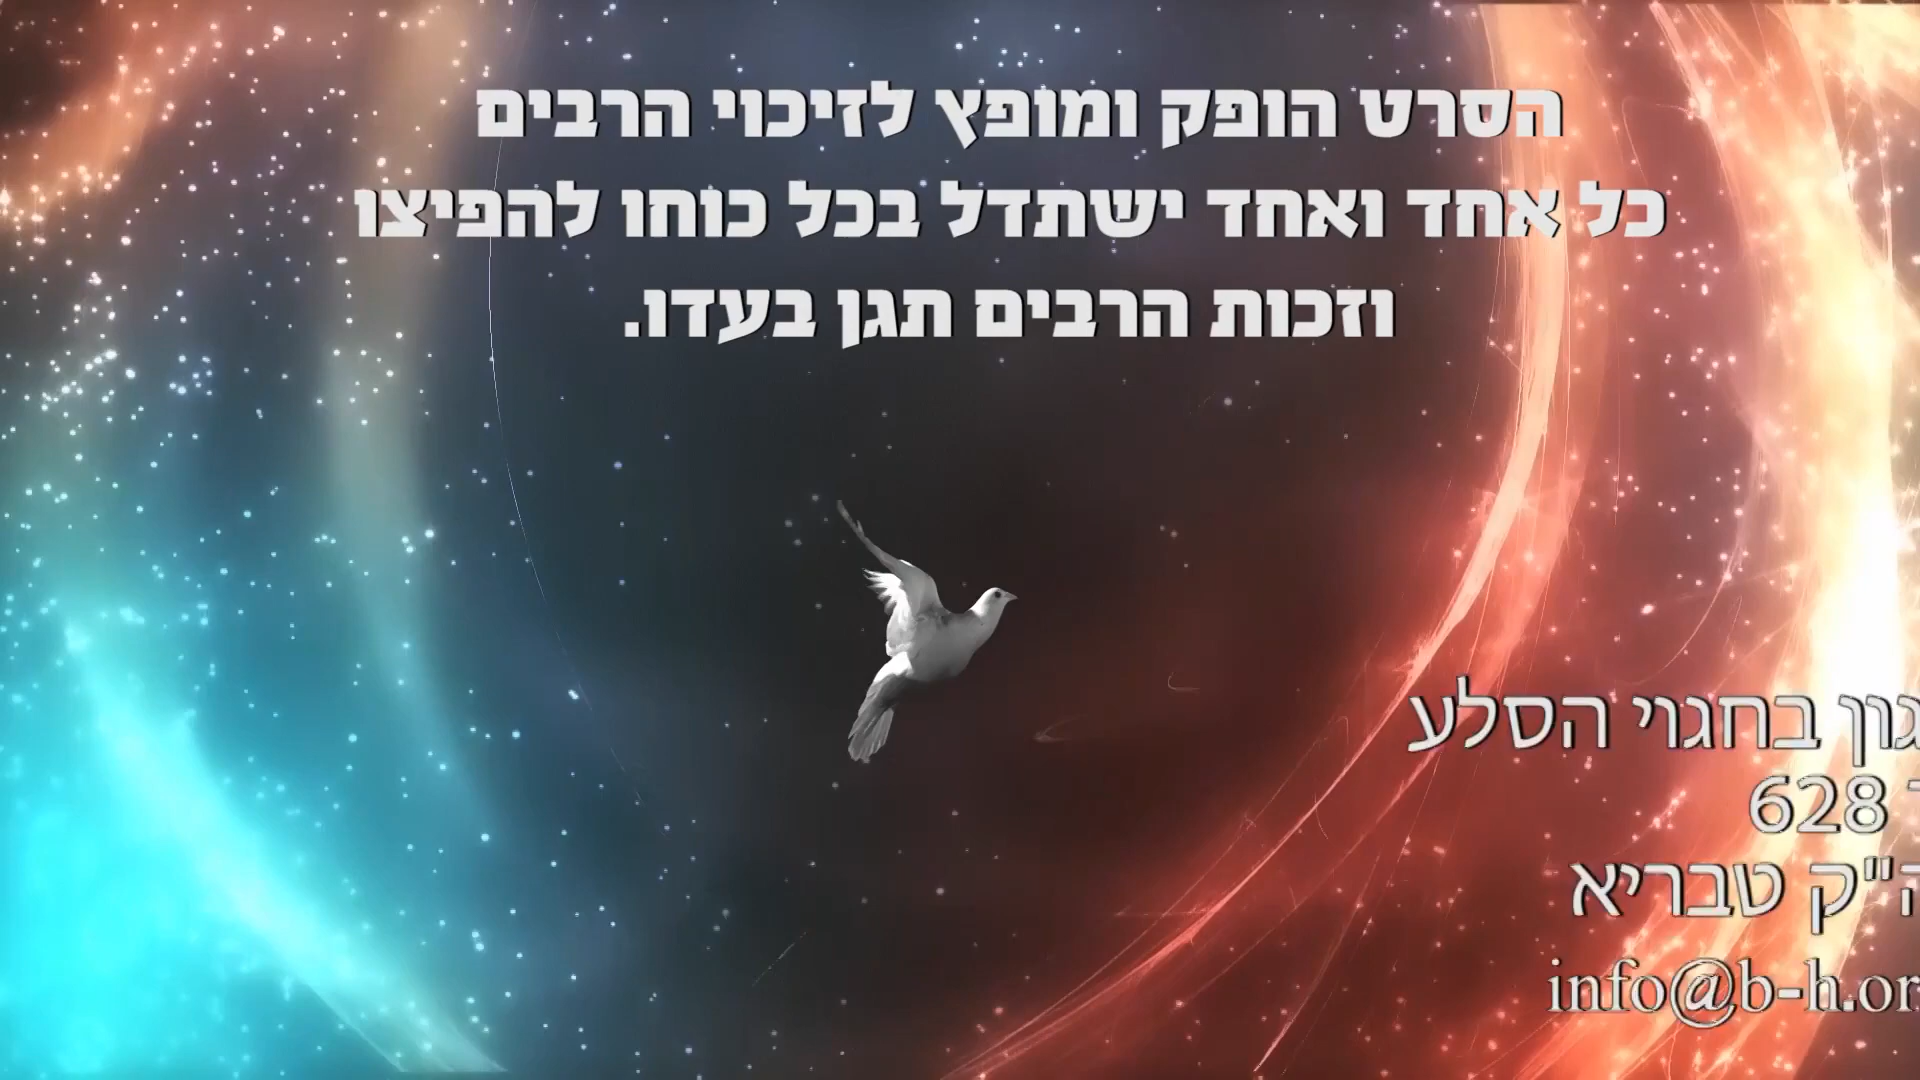 הסרט הופק ומופץ לזיכוי הרבים
כל אחד ואחד ישתדל בכל כוחו להפיצו
וזכות הרבים תגן בעדו.
בחגוי הסלע
628
טבריא
info@b-h.or